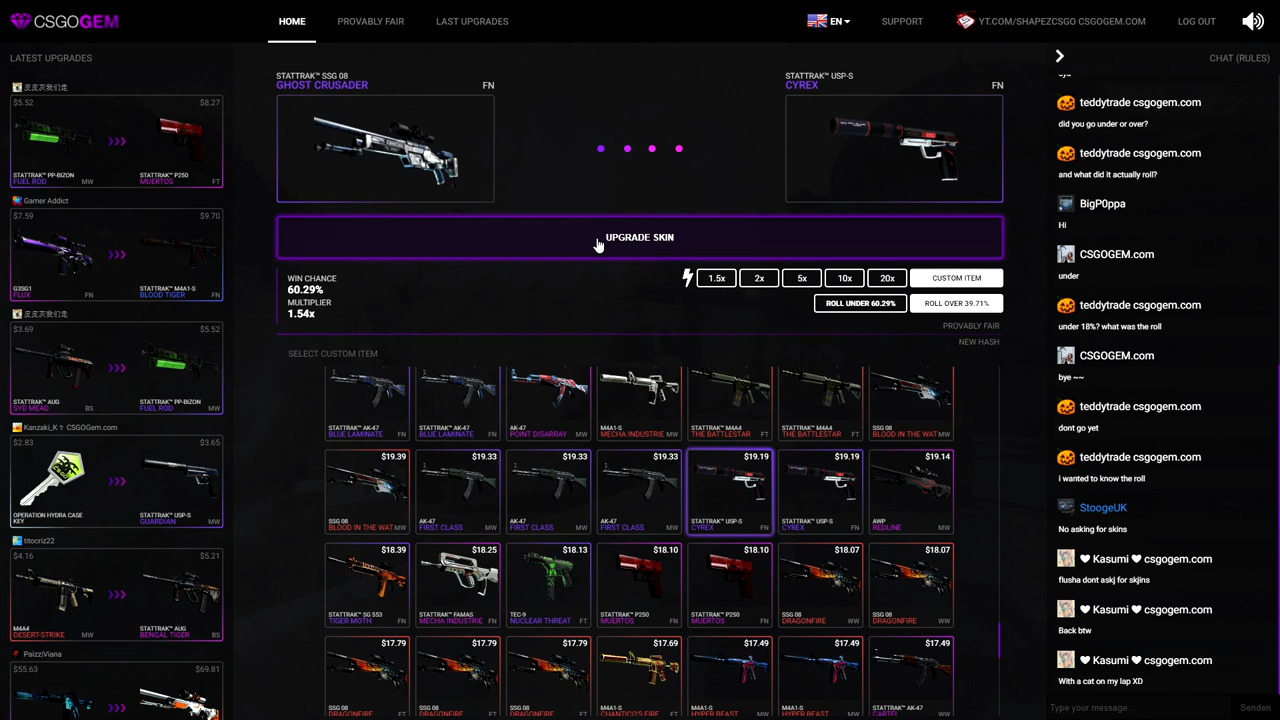 CSGOGEM
HOME
PROVABLY FAIR
LAST UPGRADES
EN
SUPPORT
YT.COM/SHAPEZCSGO CSGOGEM.COM
LOG OUT
LATEST UPGRADES
皮皮灰我们走
$5.52
$8.27
STATTRAK™ PP-BIZON
FUEL ROD
MW
STATTRAK™ P250
MUERTOS
FT
Gamer Addict
$7.59
$9.70
G3SG1
FLUX
FN
STATTRAK™ M4A1-S
BLOOD TIGER
FN
皮皮灰我们走
$3.69
$5.52
STATTRAK™ AUG
SYD MEAD
BS
STATTRAK™ PP-BIZON
FUEL ROD
MW
Kanzaki_K♀ CSGOGem.com
$2.83
$3.65
OPERATION HYDRA CASE
KEY
STATTRAK™ USP-S
GUARDIAN
MW
titocriz22
$4.16
$5.21
M4A4
DESERT-STRIKE
MW
STATTRAK™ AUG
BENGAL TIGER
BS
Paizz|Viana
$55.63
$69.81
STATTRAK™ SSG 08
GHOST CRUSADER
FN
STATTRAK™ USP-S
CYREX
FN
UPGRADE SKIN
WIN CHANCE
60.29%
MULTIPLIER
1.54x
1.5x
2x
5x
10x
20x
CUSTOM ITEM
ROLL UNDER 60.29%
ROLL OVER 39.71%
PROVABLY FAIR
NEW HASH
SELECT CUSTOM ITEM
STATTRAK™ AK-47
BLUE LAMINATE FN
STATTRAK™ AK-47
BLUE LAMINATE FN
AK-47
POINT DISARRAY MW
M4A1-S
MECHA INDUSTRIE MW
STATTRAK™ M4A4
THE BATTLESTAR FT
STATTRAK™ M4A4
THE BATTLESTAR FT
SSG 08
BLOOD IN THE WAT MW
$19.39
SSG 08
BLOOD IN THE WAT MW
$19.33
AK-47
FIRST CLASS MW
$19.33
AK-47
FIRST CLASS MW
$19.33
AK-47
FIRST CLASS MW
$19.19
STATTRAK™ USP-S
CYREX FN
$19.19
STATTRAK™ USP-S
CYREX FN
$19.14
AWP
REDLINE MW
$18.39
STATTRAK™ SG 553
TIGER MOTH FN
$18.25
STATTRAK™ FAMAS
MECHA INDUSTRIE FN
$18.13
TEC-9
NUCLEAR THREAT FT
$18.10
STATTRAK™ P250
MUERTOS FN
$18.10
STATTRAK™ P250
MUERTOS FN
$18.07
SSG 08
DRAGONFIRE WW
$18.07
SSG 08
DRAGONFIRE WW
$17.79
SSG 08
DRAGONFIRE FT
$17.79
SSG 08
DRAGONFIRE FT
$17.79
SSG 08
DRAGONFIRE FT
$17.69
M4A1-S
CHANTICO'S FIRE FT
$17.49
M4A1-S
HYPER BEAST MW
$17.49
M4A1-S
HYPER BEAST MW
$17.49
STATTRAK™ AK-47
CARTEL
CHAT (RULES)
teddytrade csgogem.com
did you go under or over?
teddytrade csgogem.com
and what did it actually roll?
BigP0ppa
Hi
CSGOGEM.com
under
teddytrade csgogem.com
under 18%? what was the roll
CSGOGEM.com
bye ~~
teddytrade csgogem.com
dont go yet
teddytrade csgogem.com
i wanted to know the roll
StoogeUK
No asking for skins
♥ Kasumi ♥ csgogem.com
flusha dont askj for skjins
♥ Kasumi ♥ csgogem.com
Back btw
♥ Kasumi ♥ csgogem.com
With a cat on my lap XD
Type your message...
Senden